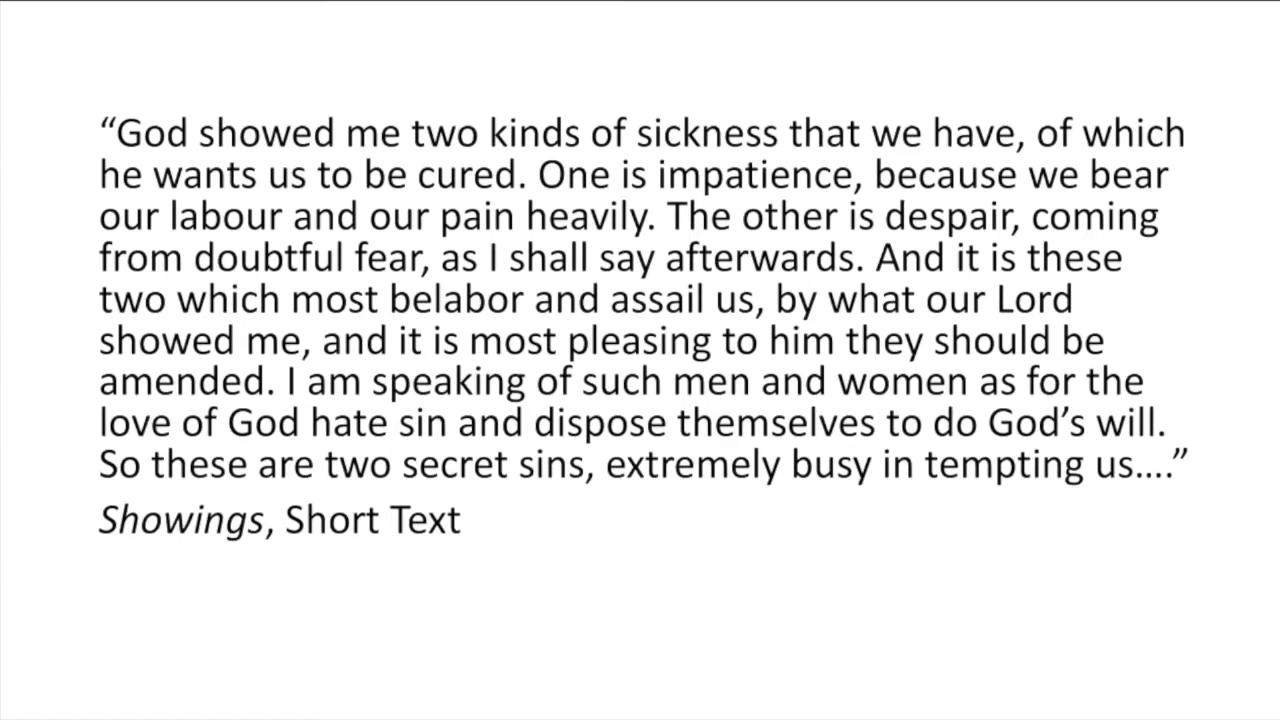 “God showed me two kinds of sickness that we have, of which
he wants us to be cured. One is impatience, because we bear
our labour and our pain heavily. The other is despair, coming
from doubtful fear, as I shall say afterwards. And it is these
two which most belabor and assail us, by what our Lord
showed me, and it is most pleasing to him they should be
amended. I am speaking of such men and women as for the
love of God hate sin and dispose themselves to do God’s will.
So these are two secret sins, extremely busy in tempting us….”
Showings, Short Text